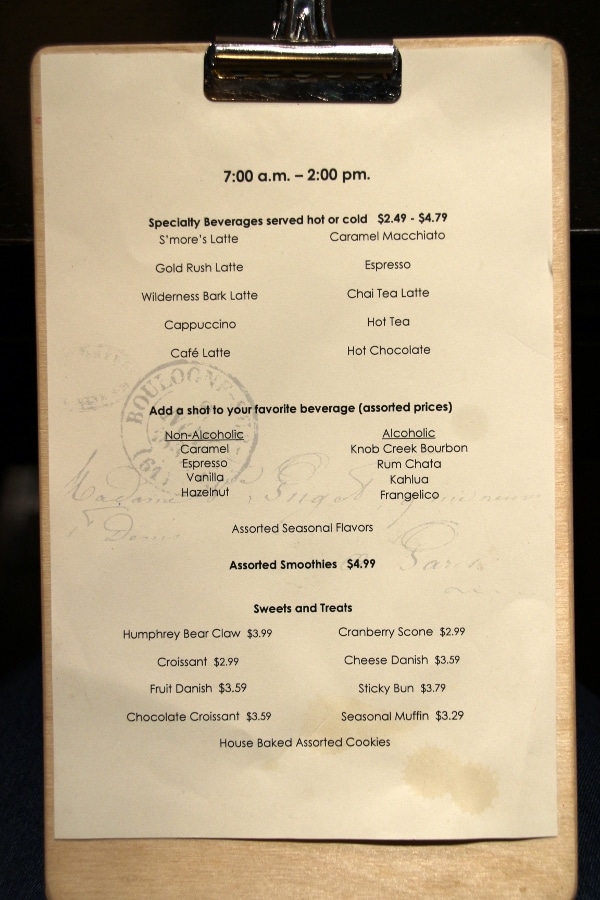 7:00 a.m. – 2:00 pm.
Specialty Beverages served hot or cold $2.49 - $4.79
S'more's Latte Caramel Macchiato
Gold Rush Latte Espresso
Wilderness Bark Latte Chai Tea Latte
Cappuccino Hot Tea
Café Latte Hot Chocolate
BOULOGNE-S
(61)
Add a shot to your favorite beverage (assorted prices)
Non-Alcoholic Alcoholic
Caramel Knob Creek Bourbon
Espresso Rum Chata
Vanilla Kahlua
Hazelnut Frangelico
Madame
Denis
Assorted Seasonal Flavors
Assorted Smoothies $4.99
Sweets and Treats
Humphrey Bear Claw $3.99 Cranberry Scone $2.99
Croissant $2.99 Cheese Danish $3.59
Fruit Danish $3.59 Sticky Bun $3.79
Chocolate Croissant $3.59 Seasonal Muffin $3.29
House Baked Assorted Cookies